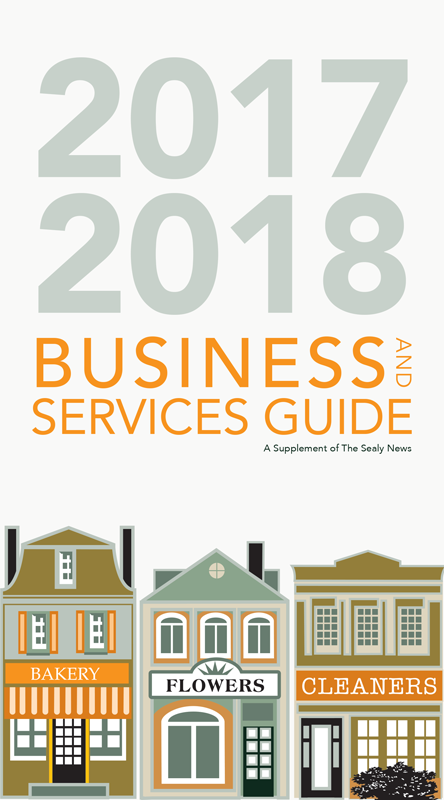 2017
2018
BUSINESS AND
SERVICES GUIDE
A Supplement of The Sealy News
BAKERY
FLOWERS
CLEANERS